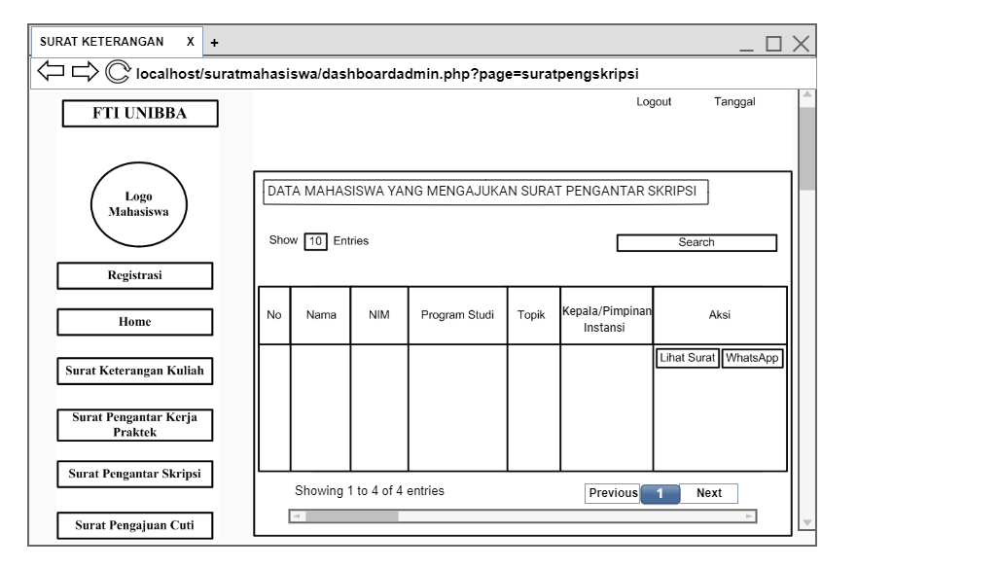 SURAT KETERANGAN X +
localhost/suratmahasiswa/dashboardadmin.php?page=suratpengskripsi
FTI UNIBBA
Logo
Mahasiswa
Registrasi
Home
Surat Keterangan Kuliah
Surat Pengantar Kerja
Praktek
Surat Pengantar Skripsi
Surat Pengajuan Cuti
Logout Tanggal
DATA MAHASISWA YANG MENGAJUKAN SURAT PENGANTAR SKRIPSI
Show 10 Entries
Search
No Nama NIM Program Studi Topik Kepala/Pimpinan
Instansi Aksi
Lihat Surat WhatsApp
Showing 1 to 4 of 4 entries
Previous 1 Next